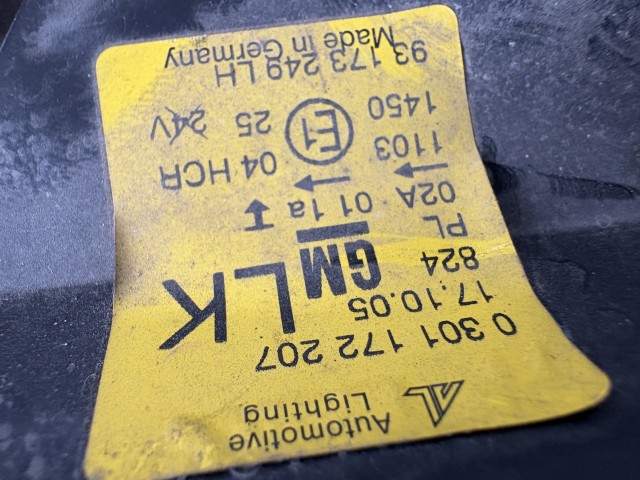 AL Automotive Lighting
0 301 172 207
17.10.05
824
GM LK
PL
02A 01 1a
1103 04 HCR
1450 E1 25 24V
93 173 249 LH
Made in Germany